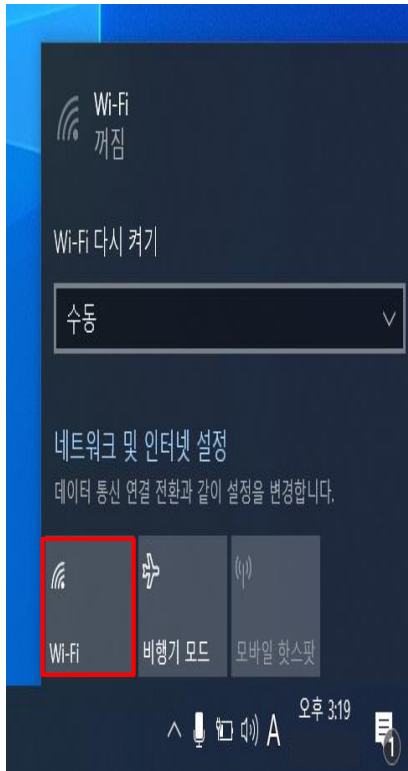 Wi-Fi
꺼짐
Wi-Fi 다시 켜기
수동
네트워크 및 인터넷 설정
데이터 통신 연결 전환과 같이 설정을 변경합니다.
Wi-Fi
비행기 모드
모바일 핫스팟
A
오후 3:19
1